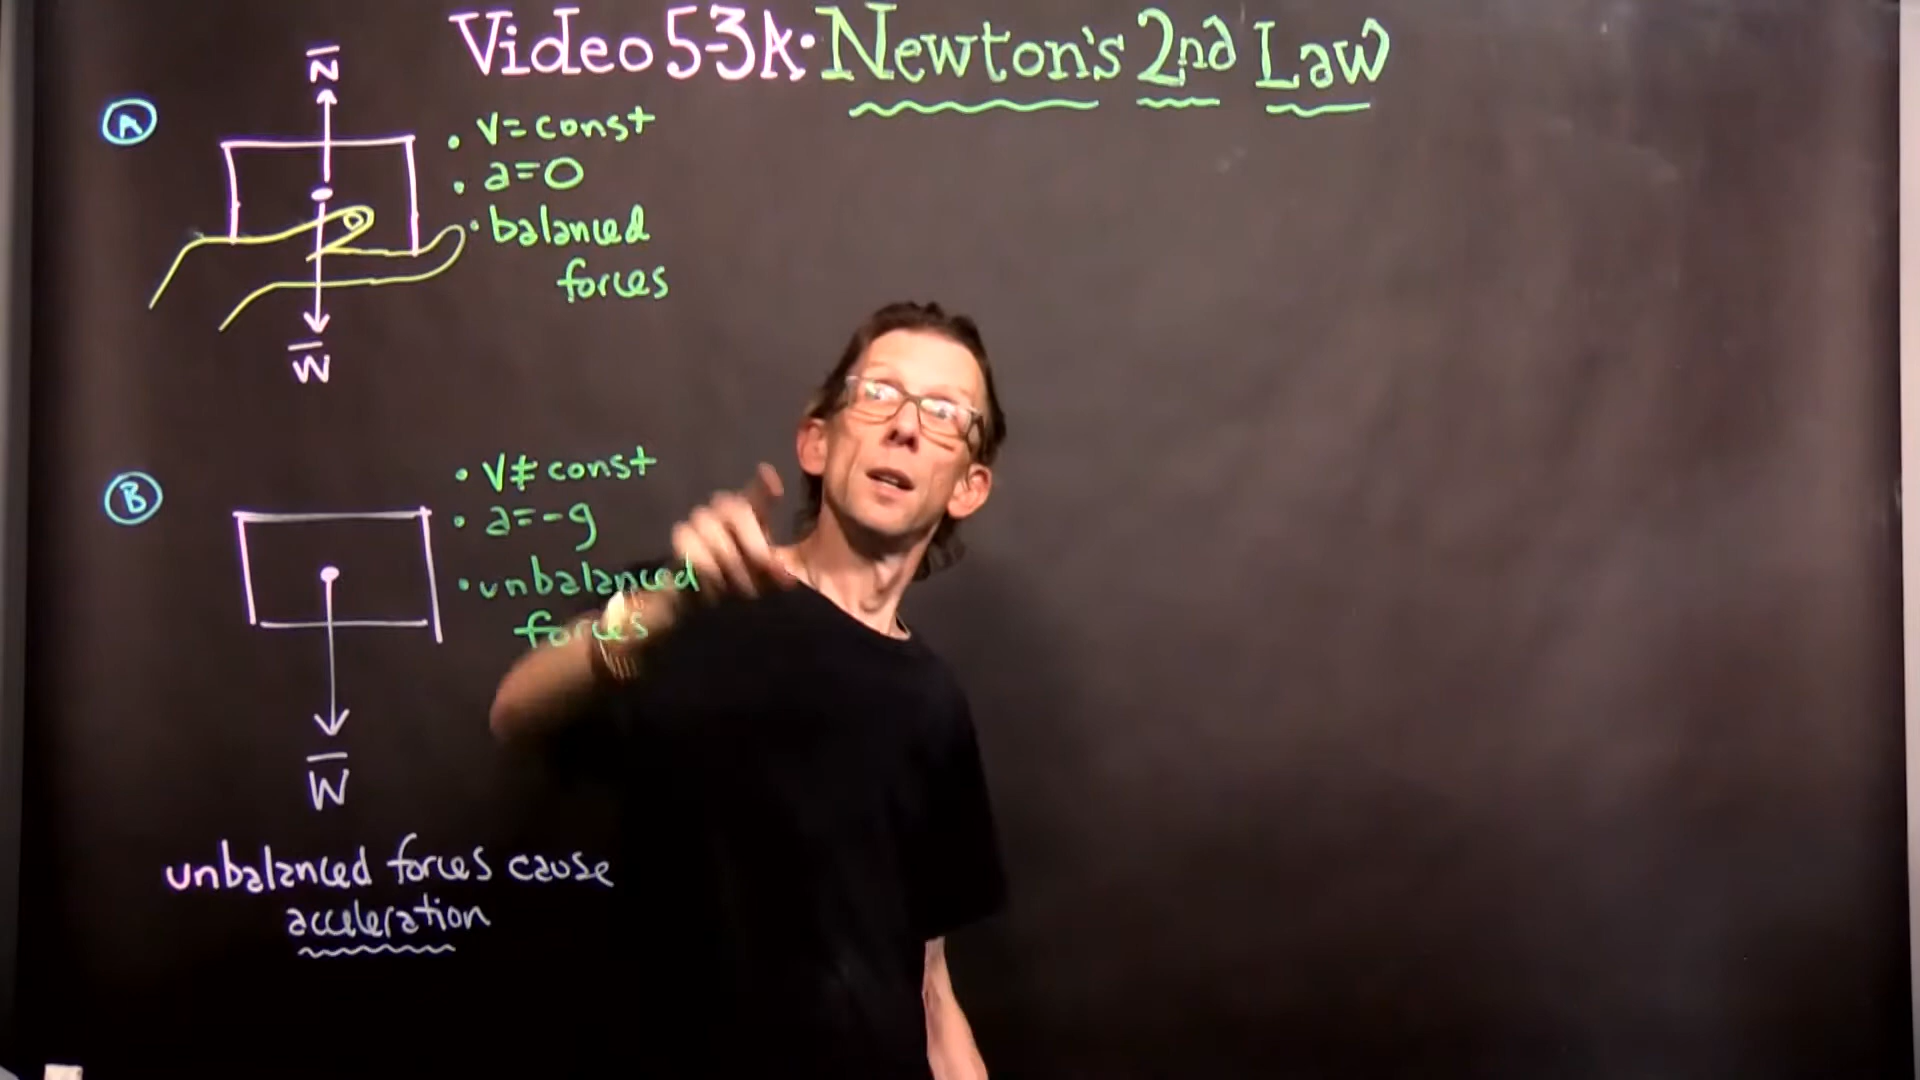 Video 5-3A: Newton's 2nd Law
A
N̅
• v = const
• a = 0
• balanced
forces
W̅
B
• v ≠ const
• a = -g
• unbalanced
forces
W̅
unbalanced forces cause
acceleration